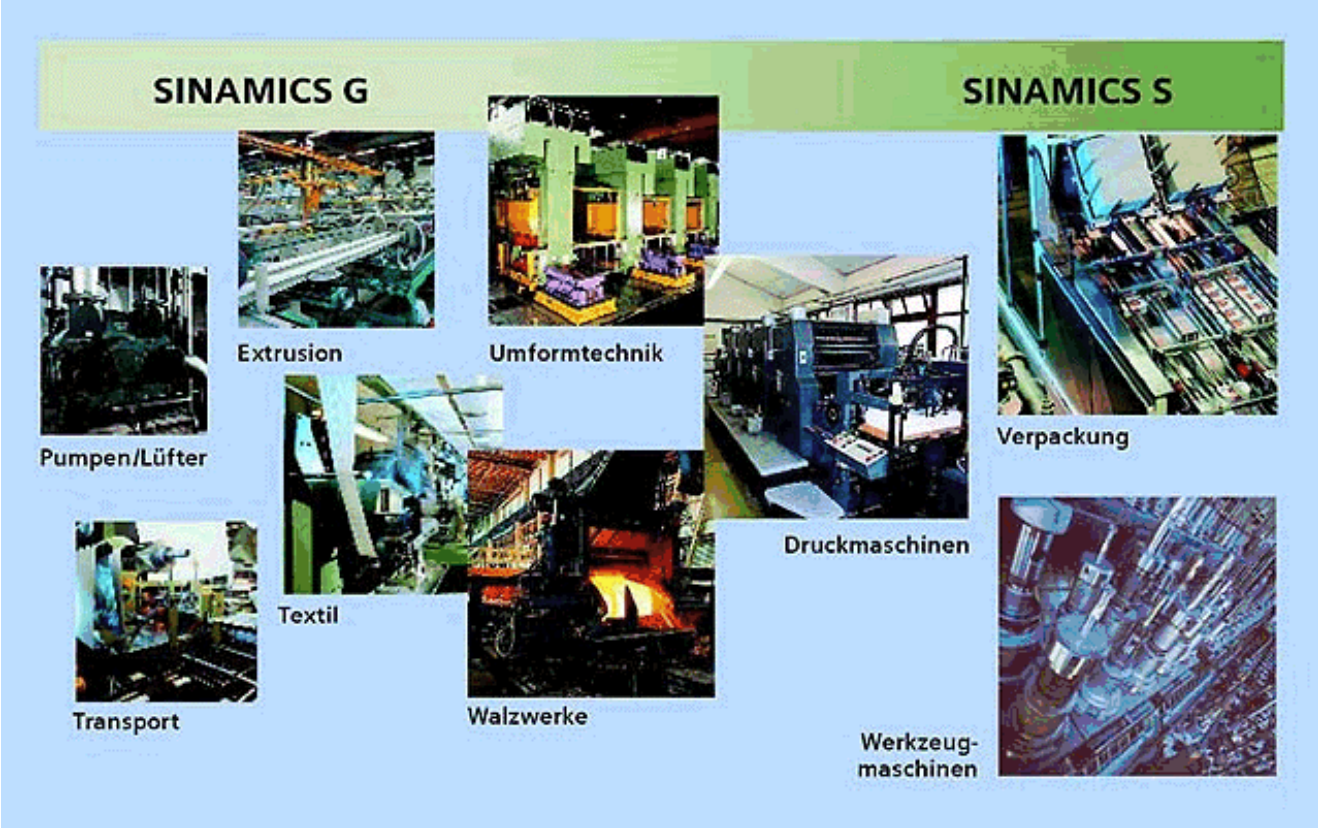 SINAMICS G
SINAMICS S
Extrusion
Umformtechnik
Pumpen/Lüfter
Verpackung
Druckmaschinen
Textil
Transport
Walzwerke
Werkzeug-
maschinen